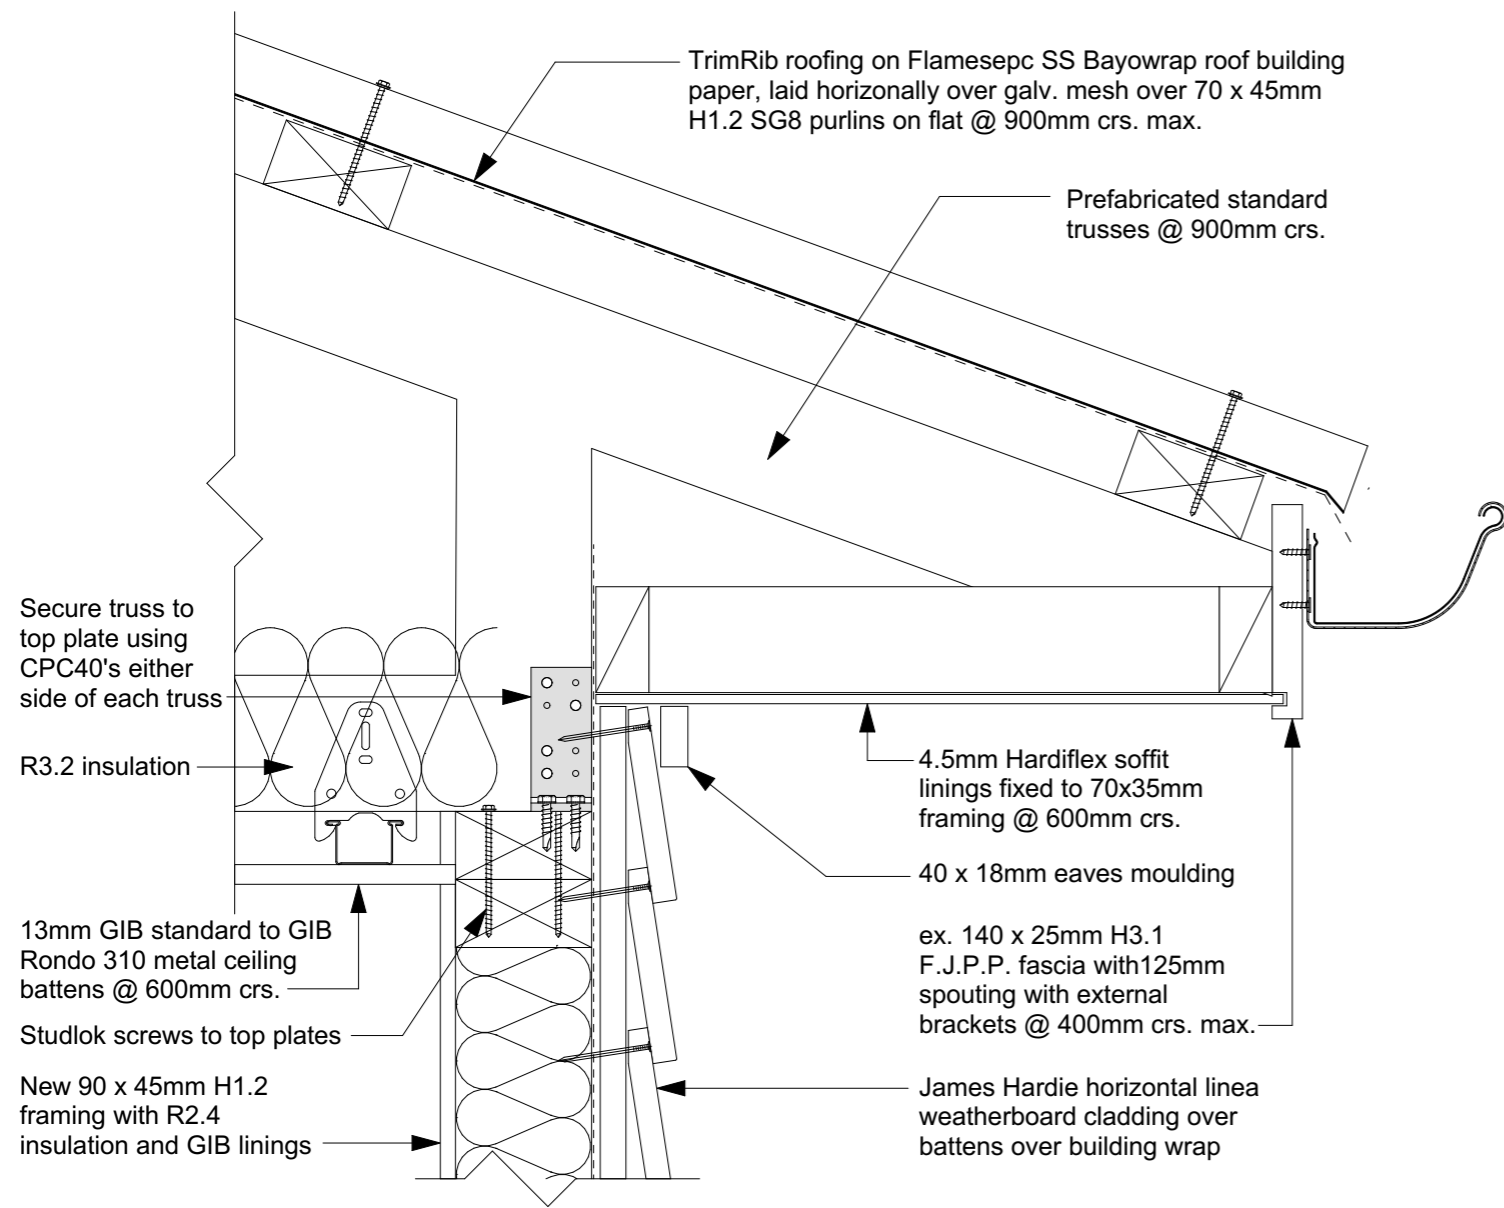 TrimRib roofing on Flamesepc SS Bayowrap roof building
paper, laid horizonally over galv. mesh over 70 x 45mm
H1.2 SG8 purlins on flat @ 900mm crs. max.
Prefabricated standard
trusses @ 900mm crs.
Secure truss to
top plate using
CPC40's either
side of each truss
R3.2 insulation
13mm GIB standard to GIB
Rondo 310 metal ceiling
battens @ 600mm crs.
Studlok screws to top plates
New 90 x 45mm H1.2
framing with R2.4
insulation and GIB linings
4.5mm Hardiflex soffit
linings fixed to 70x35mm
framing @ 600mm crs.
40 x 18mm eaves moulding
ex. 140 x 25mm H3.1
F.J.P.P. fascia with125mm
spouting with external
brackets @ 400mm crs. max.
James Hardie horizontal linea
weatherboard cladding over
battens over building wrap